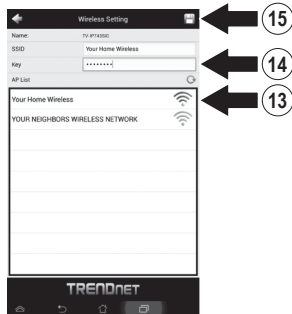 Wireless Setting
15
Name: TV-IP743SIC
SSID Your Home Wireless
Key ••••••••
14
AP List
Your Home Wireless
13
YOUR NEIGHBORS WIRELESS NETWORK
TRENDNET